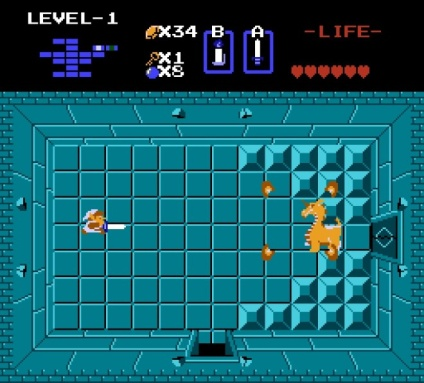 LEVEL-1
X34
B
A
-LIFE-
X1
X8